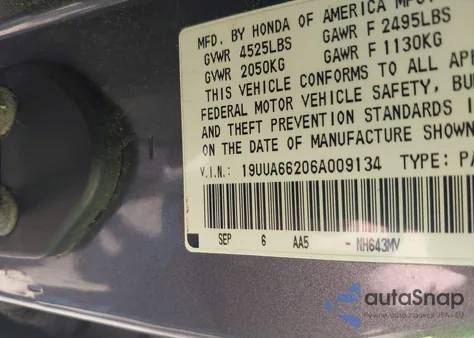 MFD. BY HONDA OF AMERICA MFG.
GVWR 4525LBS GAWR F 2495LBS
GVWR 2050KG GAWR F 1130KG
THIS VEHICLE CONFORMS TO ALL
FEDERAL MOTOR VEHICLE SAFETY,
AND THEFT PREVENTION STANDARDS
ON THE DATE OF MANUFACTURE SHOWN
V.I.N.: 19UUA66206A009134 TYPE:
SEP 6 AA5 -NH643MV
autoSnap